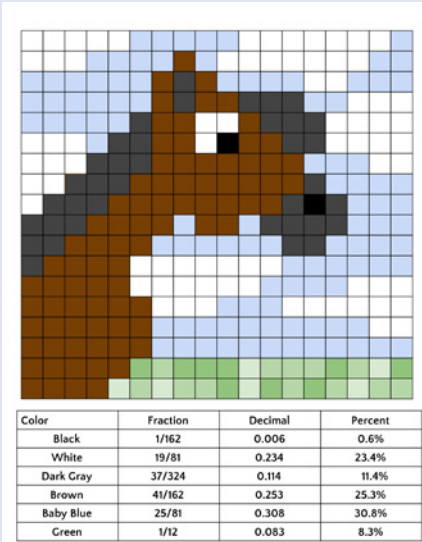 Color Fraction Decimal Percent
Black 1/162 0.006 0.6%
White 19/81 0.234 23.4%
Dark Gray 37/324 0.114 11.4%
Brown 41/162 0.253 25.3%
Baby Blue 25/81 0.308 30.8%
Green 1/12 0.083 8.3%